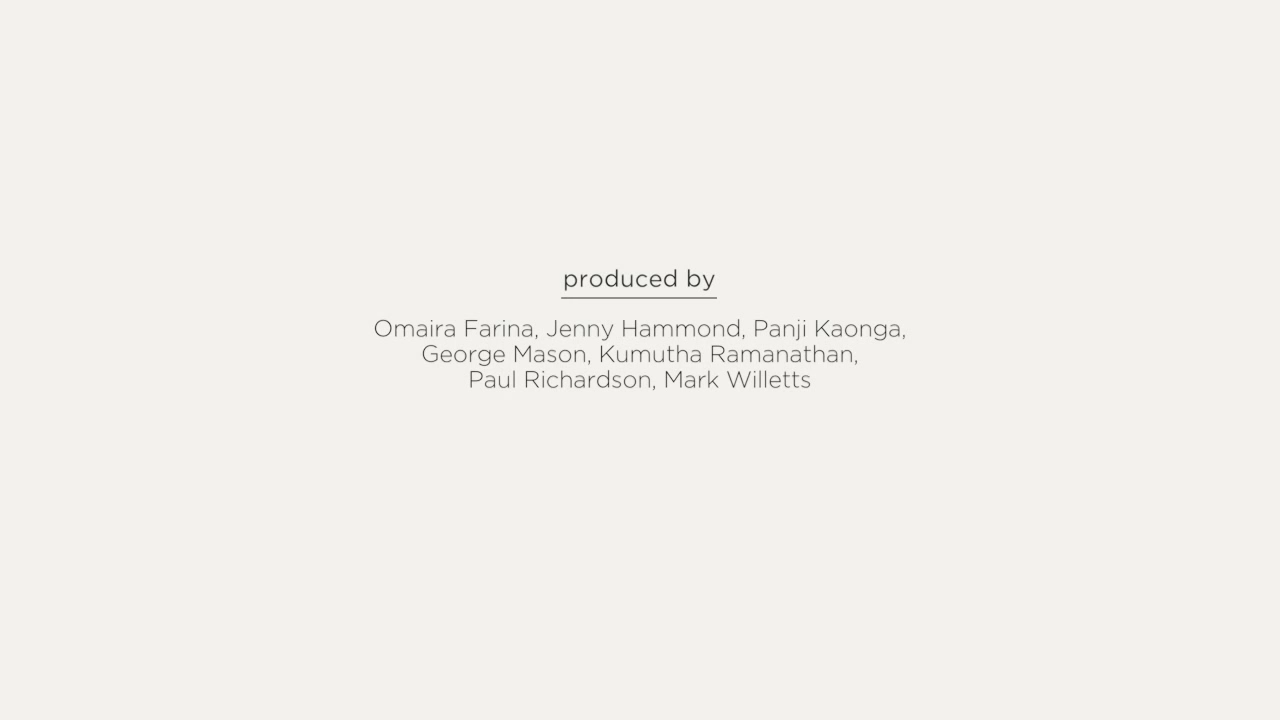 produced by
Omaira Farina, Jenny Hammond, Panji Kaonga,
George Mason, Kumutha Ramanathan,
Paul Richardson, Mark Willetts